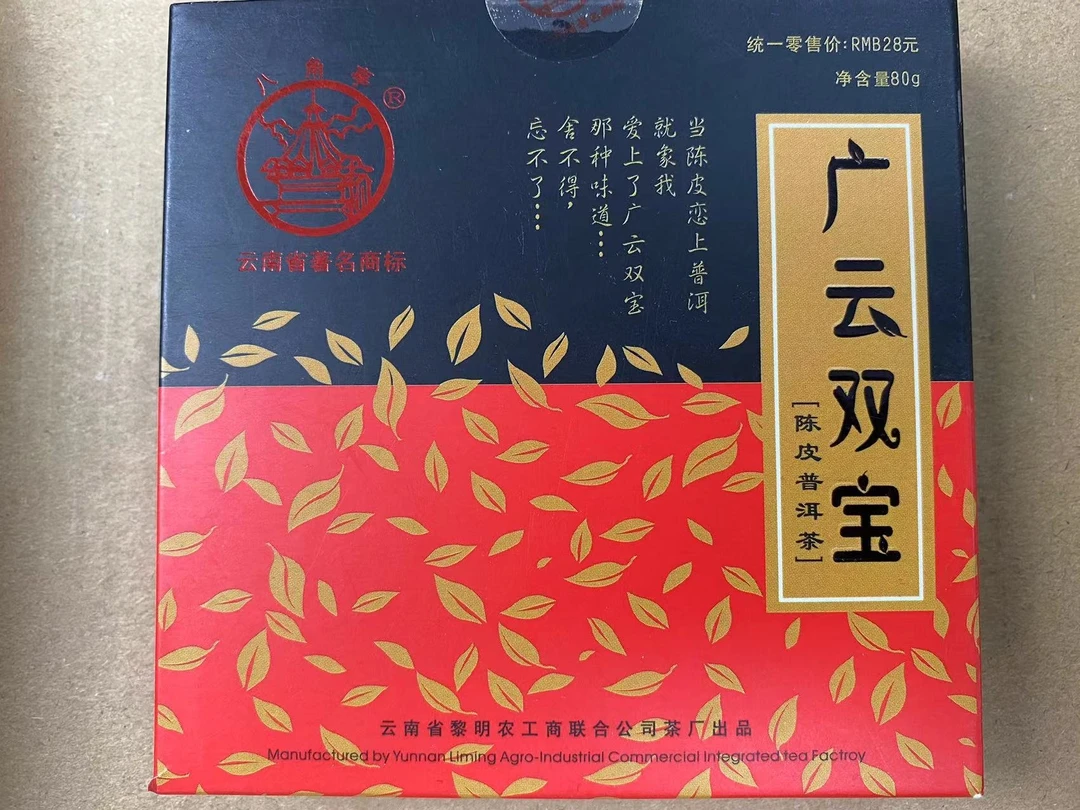 统一零售价:RMB28元
净含量80g
八角亭
®
云南省著名商标
当陈皮恋上普洱
就象我
爱上了广云双宝
那种味道…
舍不得,
忘不了…
广云双宝
[陈皮普洱茶]
云南省黎明农工商联合公司茶厂出品
Manufactured by Yunnan Liming Agro-Industrial Commercial Integrated tea Factroy